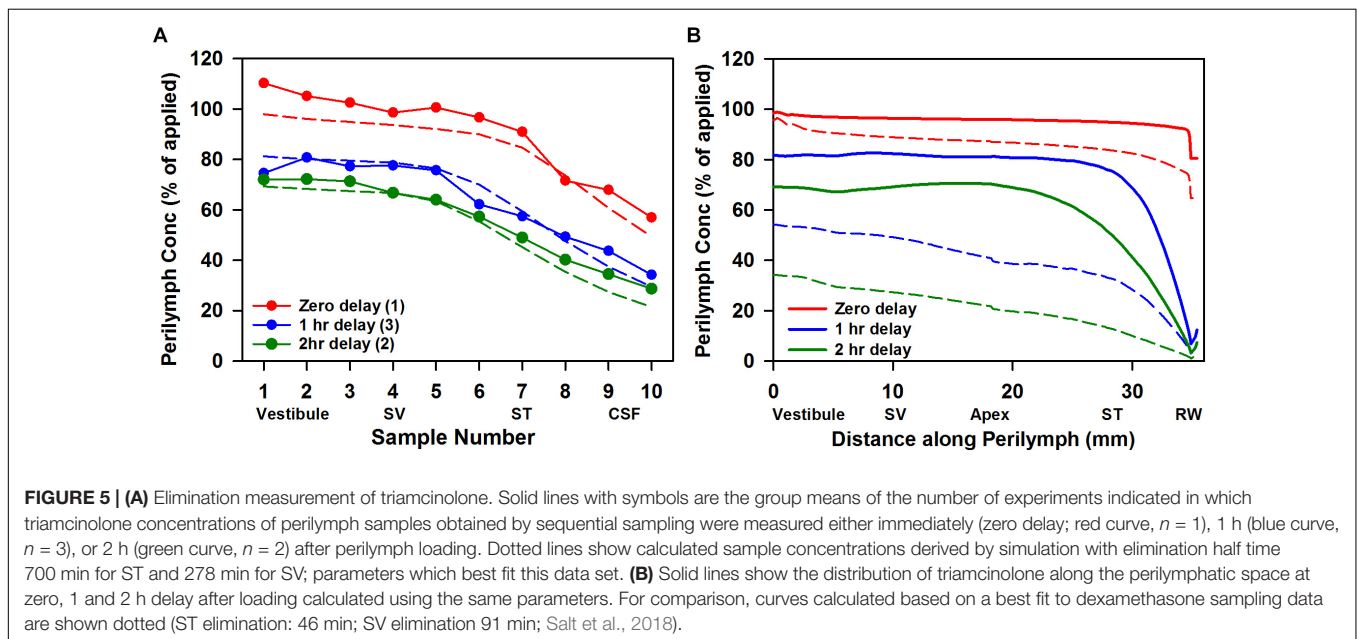 A
Perilymph Conc (% of applied)
120
100
80
60
40
20
0
Zero delay (1)
1 hr delay (3)
2hr delay (2)
1 2 3 4 5 6 7 8 9 10
Vestibule SV ST CSF
Sample Number
B
Perilymph Conc (% of applied)
120
100
80
60
40
20
0
Zero delay
1 hr delay
2 hr delay
0 10 20 30
Vestibule SV Apex ST RW
Distance along Perilymph (mm)
FIGURE 5 | (A) Elimination measurement of triamcinolone. Solid lines with symbols are the group means of the number of experiments indicated in which
triamcinolone concentrations of perilymph samples obtained by sequential sampling were measured either immediately (zero delay; red curve, n = 1), 1 h (blue curve,
n = 3), or 2 h (green curve, n = 2) after perilymph loading. Dotted lines show calculated sample concentrations derived by simulation with elimination half time
700 min for ST and 278 min for SV; parameters which best fit this data set. (B) Solid lines show the distribution of triamcinolone along the perilymphatic space at
zero, 1 and 2 h delay after loading calculated using the same parameters. For comparison, curves calculated based on a best fit to dexamethasone sampling data
are shown dotted (ST elimination: 46 min; SV elimination 91 min; Salt et al., 2018).